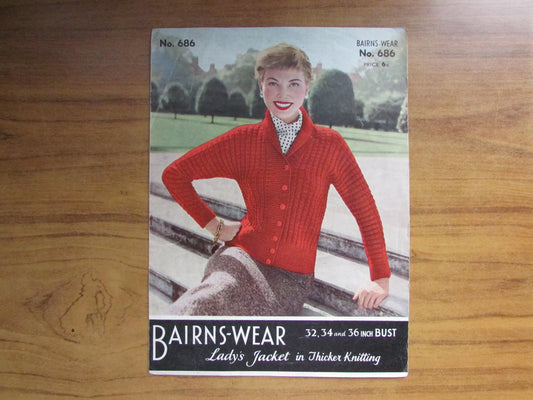 No. 686
BAIRNS-WEAR
No. 686
PRICE 6D
BAIRNS-WEAR
32, 34 and 36 INCH BUST
Lady's Jacket in Thicker Knitting